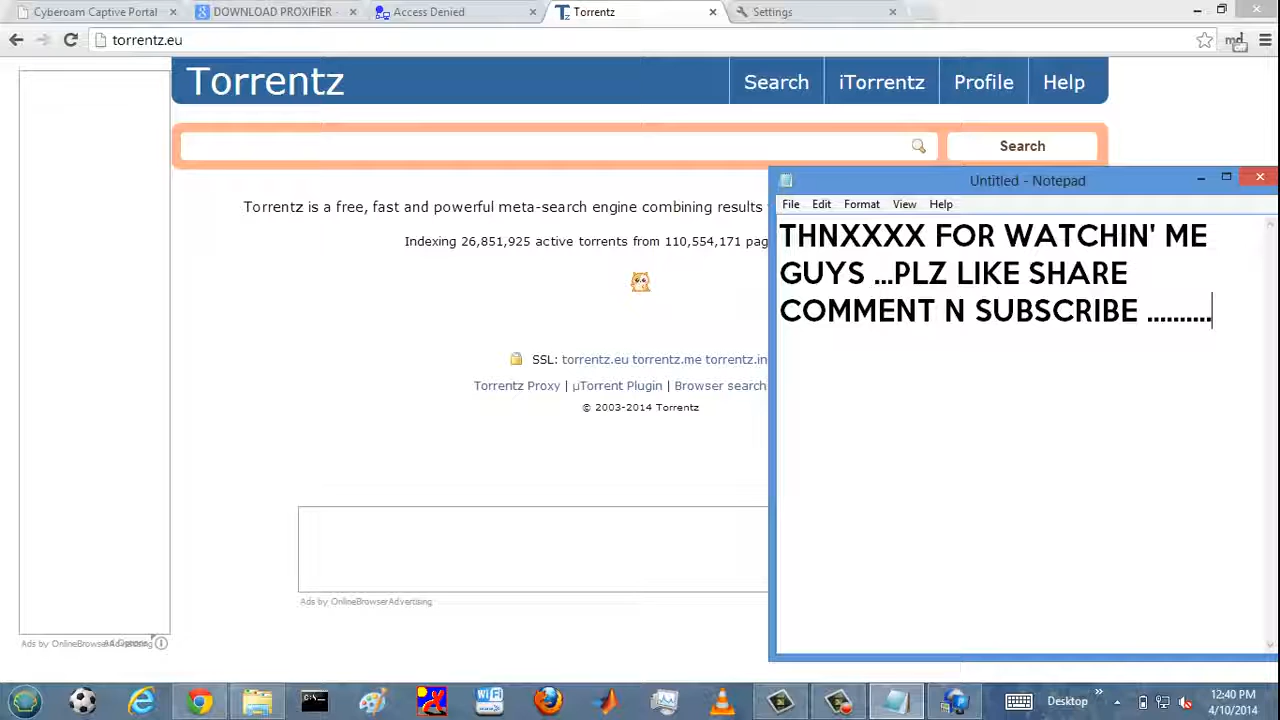 Cyberoam Captive Portal
DOWNLOAD PROXIFIER -
Access Denied
Torrentz
Settings
torrentz.eu
Torrentz
Search
iTorrentz
Profile
Help
Search
Torrentz is a free, fast and powerful meta-search engine combining results
Indexing 26,851,925 active torrents from 110,554,171 pag
SSL: torrentz.eu torrentz.me torrentz.in
Torrentz Proxy | µTorrent Plugin | Browser search
© 2003-2014 Torrentz
Ads by OnlineBrowserAdvertising
Ads by OnlineBrowserAdvertising
Untitled - Notepad
File Edit Format View Help
THNXXXX FOR WATCHIN' ME
GUYS ...PLZ LIKE SHARE
COMMENT N SUBSCRIBE ..........
WiFi
Desktop
12:40 PM
4/10/2014